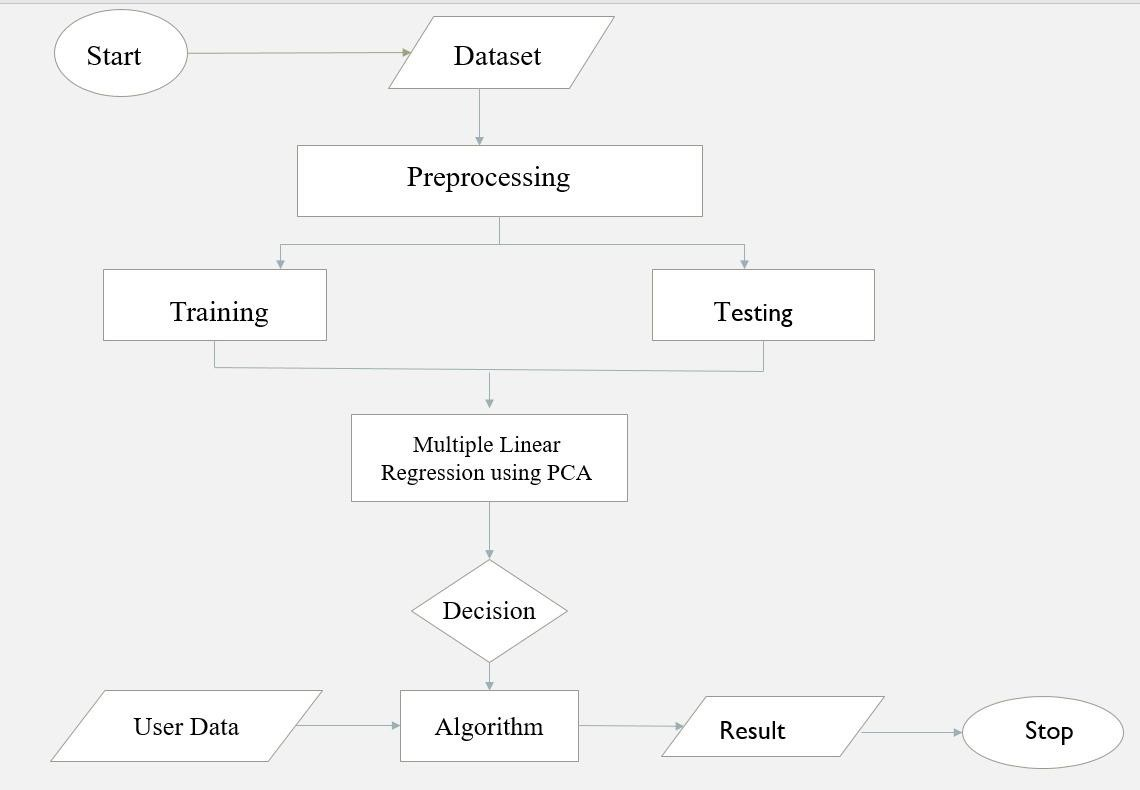 Start
Dataset
Preprocessing
Training
Testing
Multiple Linear
Regression using PCA
Decision
User Data
Algorithm
Result
Stop